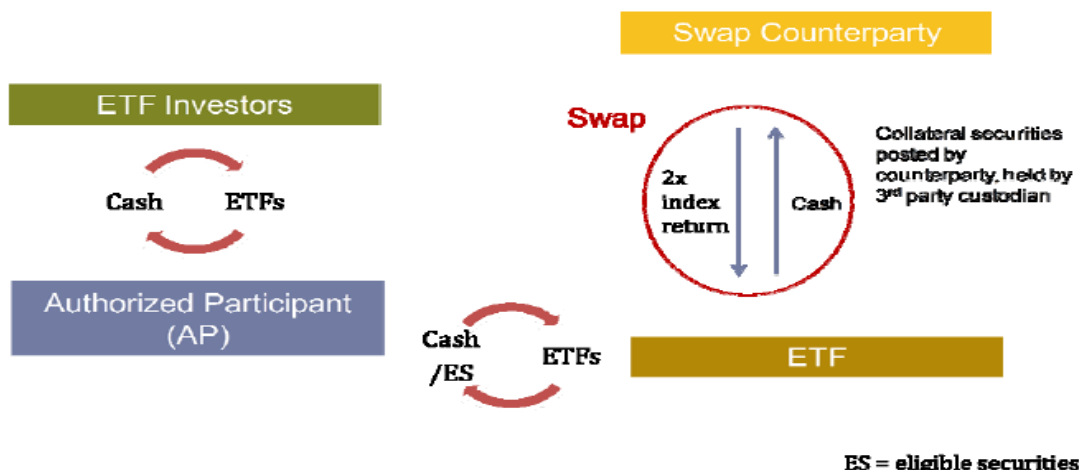 Swap Counterparty
ETF Investors
Swap
Collateral securities
posted by
counterparty, held by
3rd party custodian
2x
index
return
Cash
Cash
ETFs
Authorized Participant
(AP)
Cash
/ES
ETFs
ETF
ES = eligible securities